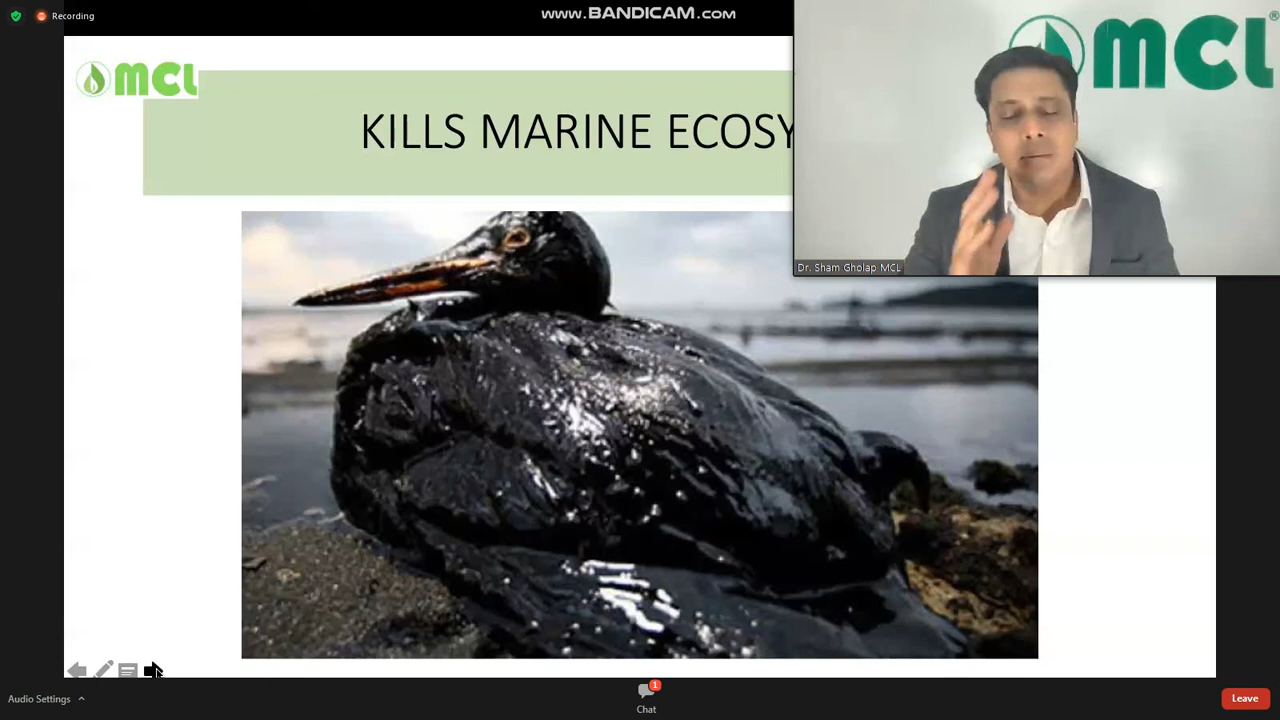 Recording
WWW.BANDICAM.COM
MCL
MCL®
KILLS MARINE ECOSY
Dr. Sham Gholap MCL
Audio Settings
1
Chat
Leave